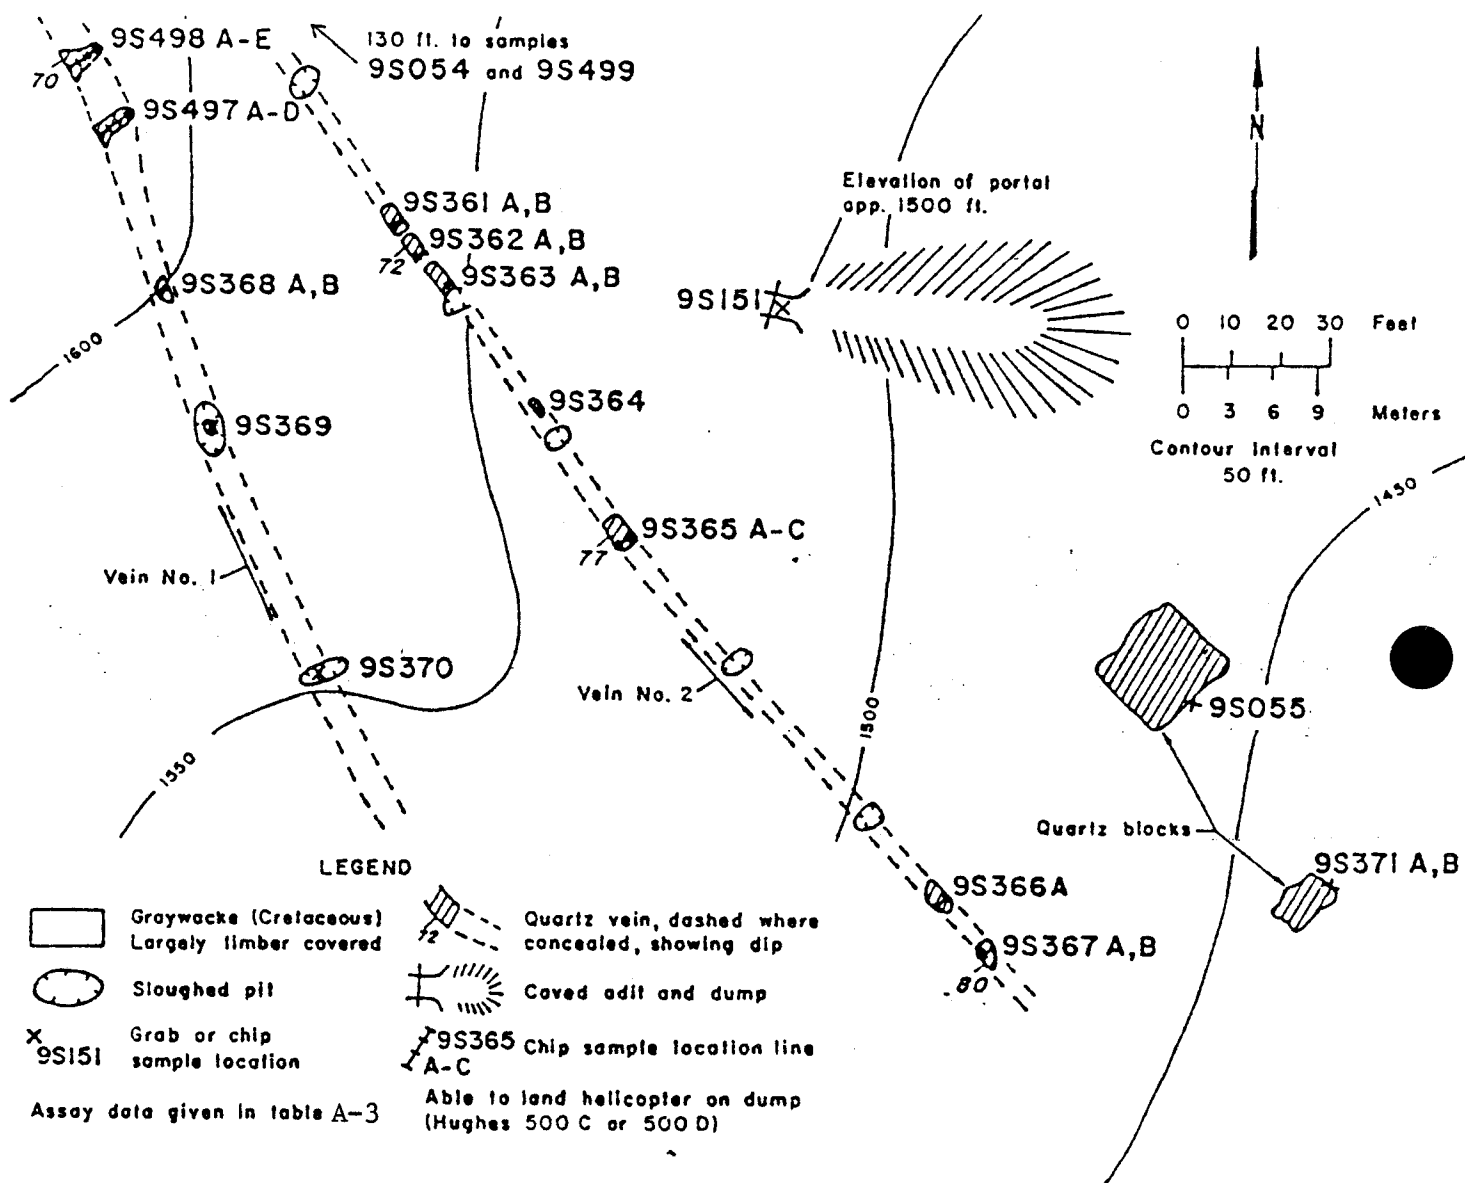 9S498 A-E
70
9S497 A-D
130 ft. to samples
9S054 and 9S499
N
Elevation of portal
app. 1500 ft.
9S361 A,B
9S362 A,B
72
9S363 A,B
9S368 A,B
1600
9S151
0 10 20 30 Feet
0 3 6 9 Meters
Contour Interval
50 ft.
9S364
9S369
1450
9S365 A-C
77
Vein No. 1
9S370
Vein No. 2
9S055
1500
1550
Quartz blocks
9S371 A,B
9S366A
9S367 A,B
80
LEGEND
Graywacke (Cretaceous)
Largely timber covered
Sloughed pit
X
9S151
Grab or chip
sample location
Assay data given in table A-3
72
Quartz vein, dashed where
concealed, showing dip
Caved adit and dump
9S365
A-C
Chip sample location line
Able to land helicopter on dump
(Hughes 500 C or 500 D)